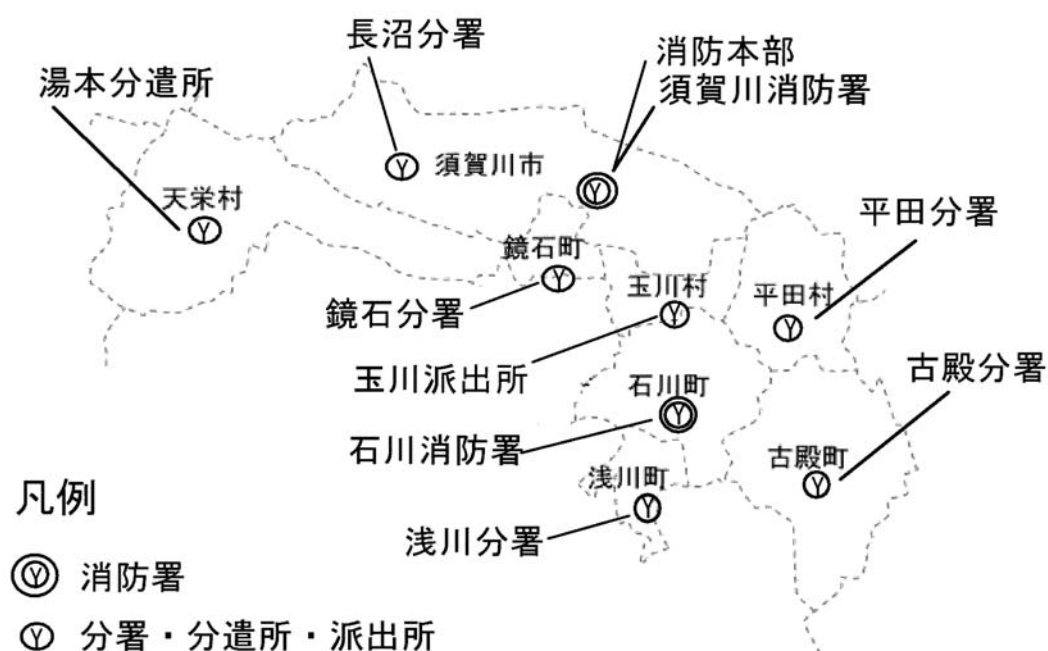 長沼分署
消防本部
須賀川消防署
湯本分遣所
須賀川市
天栄村
平田分署
鏡石町
玉川村
平田村
鏡石分署
玉川派出所
古殿分署
石川町
石川消防署
古殿町
浅川町
浅川分署
凡例
消防署
分署・分遣所・派出所